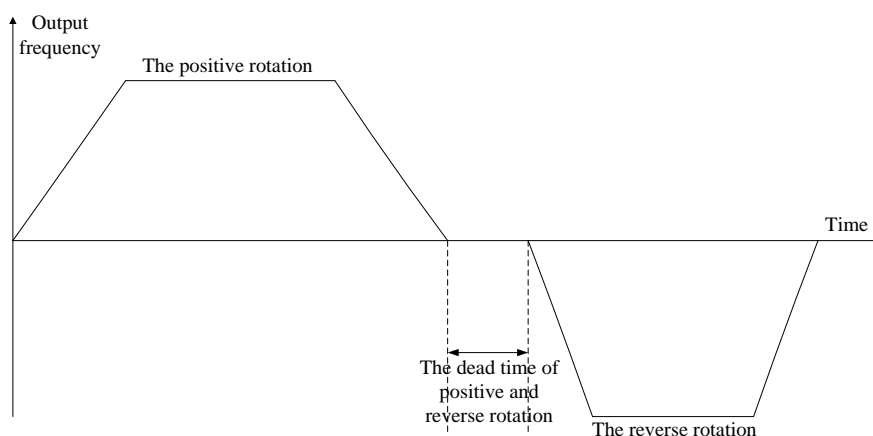 Output
frequency
The positive rotation
Time
The dead time of
positive and
reverse rotation
The reverse rotation